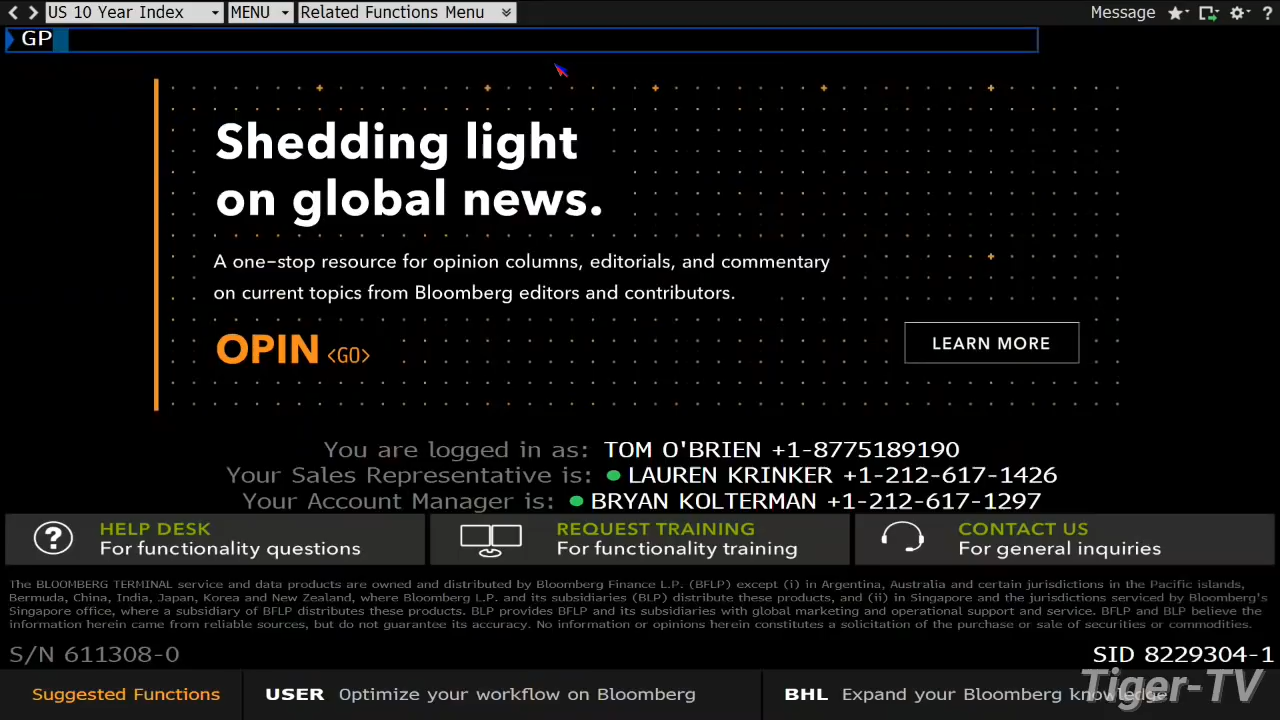 US 10 Year Index MENU Related Functions Menu Message ?
GP
Shedding light
on global news.
A one-stop resource for opinion columns, editorials, and commentary
on current topics from Bloomberg editors and contributors.
OPIN <GO>
LEARN MORE
You are logged in as: TOM O'BRIEN +1-8775189190
Your Sales Representative is: LAUREN KRINKER +1-212-617-1426
Your Account Manager is: BRYAN KOLTERMAN +1-212-617-1297
? HELP DESK
For functionality questions
REQUEST TRAINING
For functionality training
CONTACT US
For general inquiries
The BLOOMBERG TERMINAL service and data products are owned and distributed by Bloomberg Finance L.P. (BFLP) except (i) in Argentina, Australia and certain jurisdictions in the Pacific islands,
Bermuda, China, India, Japan, Korea and New Zealand, where Bloomberg L.P. and its subsidiaries (BLP) distribute these products, and (ii) in Singapore and the jurisdictions serviced by Bloomberg's
Singapore office, where a subsidiary of BFLP distributes these products. BLP provides BFLP and its subsidiaries with global marketing and operational support and service. BFLP and BLP believe the
information herein came from reliable sources, but do not guarantee its accuracy. No information or opinions herein constitutes a solicitation of the purchase or sale of securities or commodities.
S/N 611308-0
SID 8229304-1
Suggested Functions USER Optimize your workflow on Bloomberg BHL Expand your Bloomberg knowledge
Tiger-TV